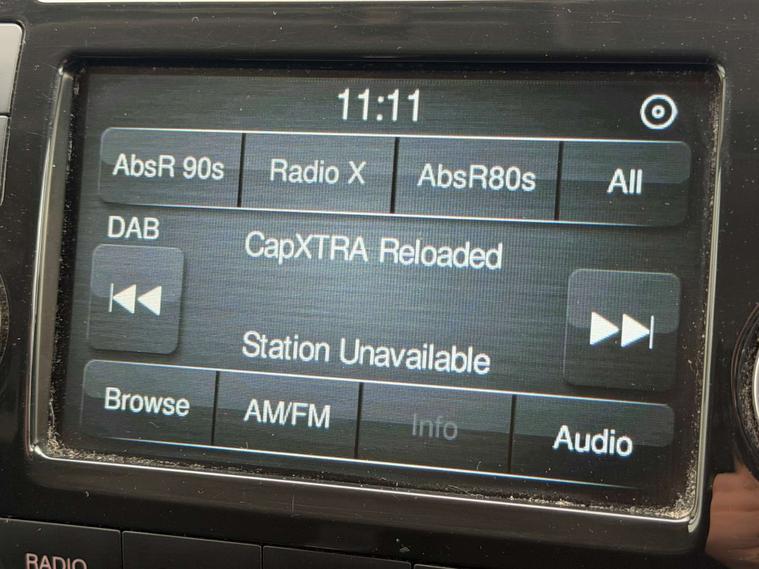 11:11
AbsR 90s Radio X AbsR80s All
DAB
CapXTRA Reloaded
Station Unavailable
Browse AM/FM Info Audio
RADIO